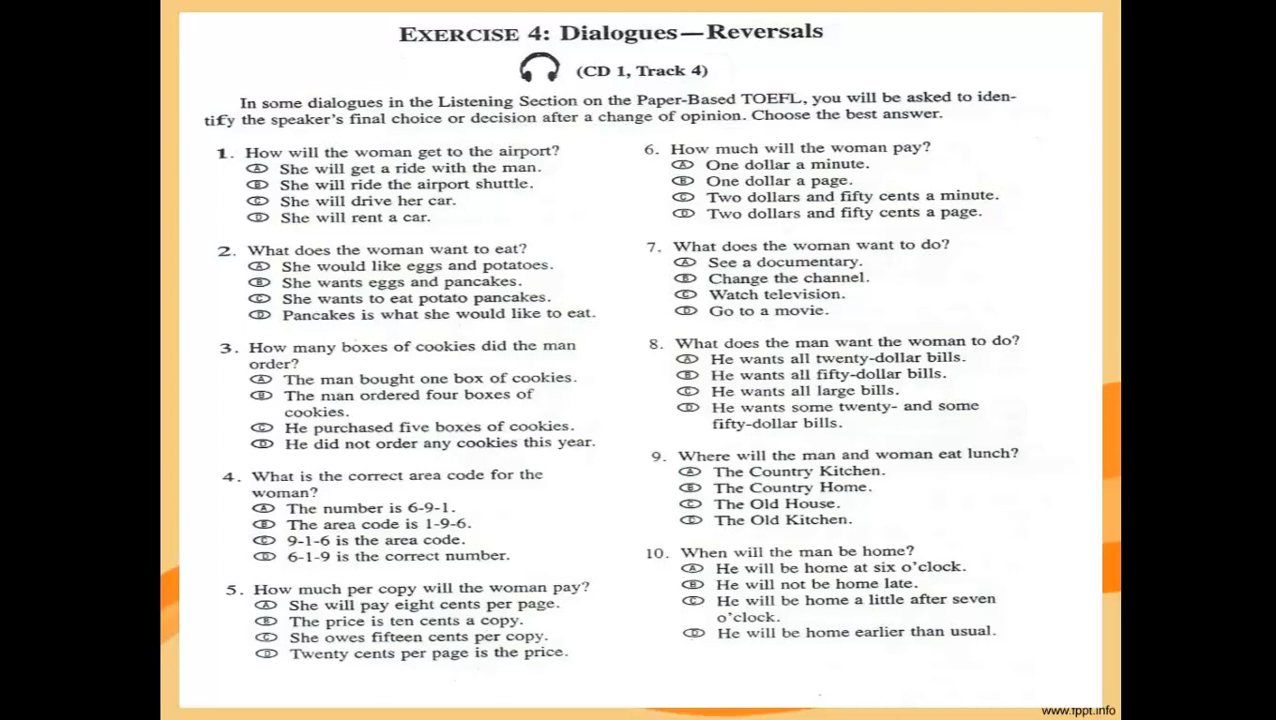 EXERCISE 4: Dialogues—Reversals
(CD 1, Track 4)
In some dialogues in the Listening Section on the Paper-Based TOEFL, you will be asked to iden-
tify the speaker's final choice or decision after a change of opinion. Choose the best answer.
1. How will the woman get to the airport?
A She will get a ride with the man.
B She will ride the airport shuttle.
C She will drive her car.
D She will rent a car.
2. What does the woman want to eat?
A She would like eggs and potatoes.
B She wants eggs and pancakes.
C She wants to eat potato pancakes.
D Pancakes is what she would like to eat.
3. How many boxes of cookies did the man
order?
A The man bought one box of cookies.
B The man ordered four boxes of
cookies.
C He purchased five boxes of cookies.
D He did not order any cookies this year.
4. What is the correct area code for the
woman?
A The number is 6-9-1.
B The area code is 1-9-6.
C 9-1-6 is the area code.
D 6-1-9 is the correct number.
5. How much per copy will the woman pay?
A She will pay eight cents per page.
B The price is ten cents a copy.
C She owes fifteen cents per copy.
D Twenty cents per page is the price.
6. How much will the woman pay?
A One dollar a minute.
B One dollar a page.
C Two dollars and fifty cents a minute.
D Two dollars and fifty cents a page.
7. What does the woman want to do?
A See a documentary.
B Change the channel.
C Watch television.
D Go to a movie.
8. What does the man want the woman to do?
A He wants all twenty-dollar bills.
B He wants all fifty-dollar bills.
C He wants all large bills.
D He wants some twenty- and some
fifty-dollar bills.
9. Where will the man and woman eat lunch?
A The Country Kitchen.
B The Country Home.
C The Old House.
D The Old Kitchen.
10. When will the man be home?
A He will be home at six o'clock.
B He will not be home late.
C He will be home a little after seven
o'clock.
D He will be home earlier than usual.
www.fppt.info